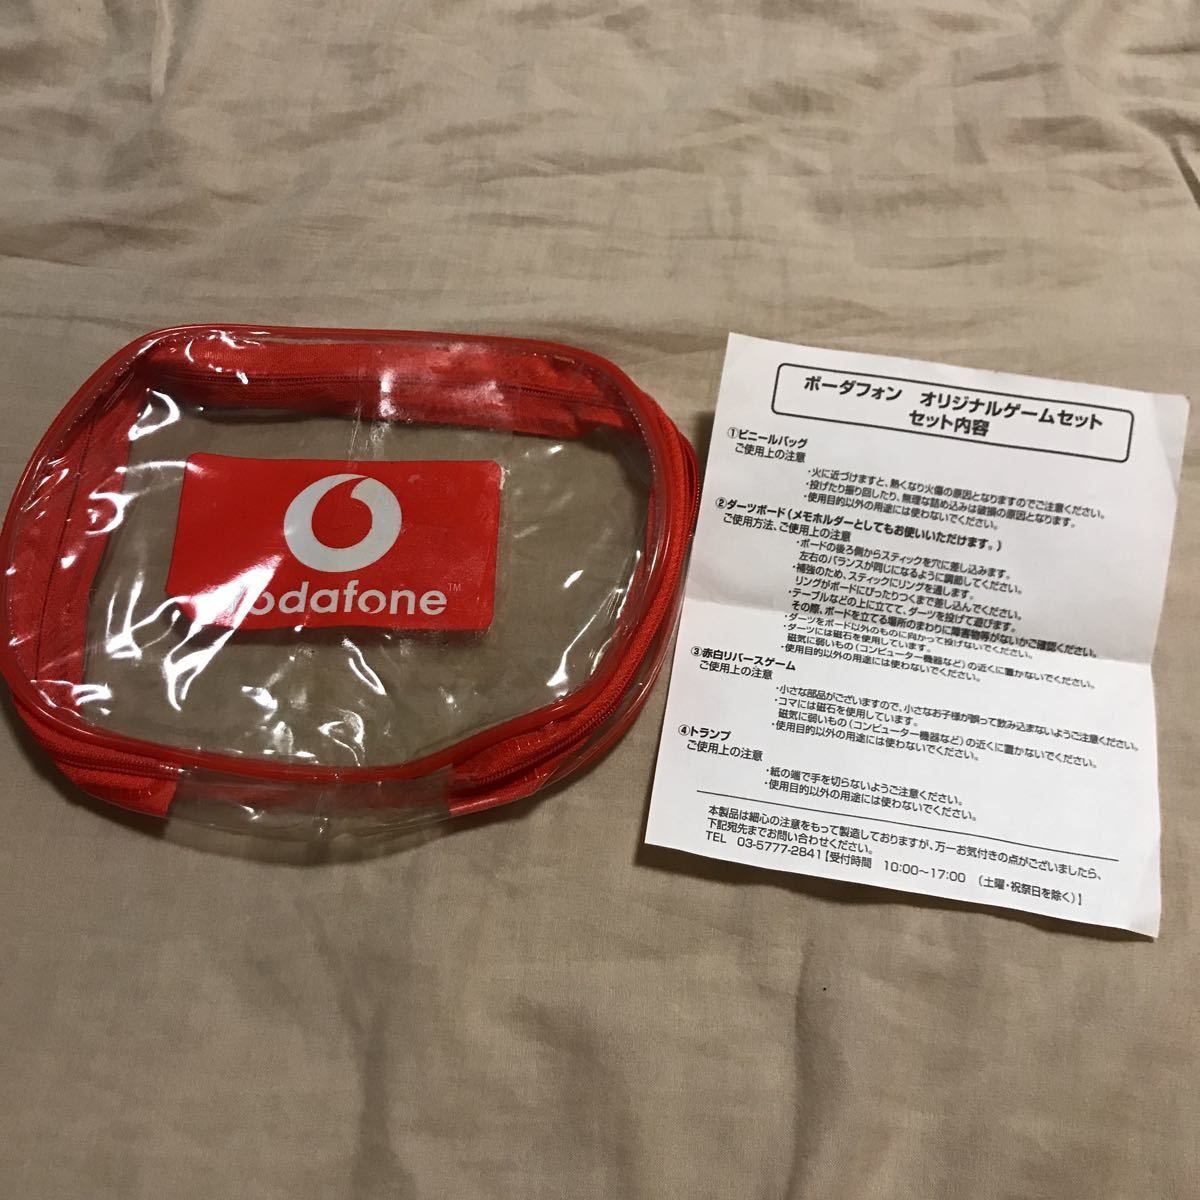 vodafone™
ボーダフォン オリジナルゲームセット
セット内容
①ビニールバッグ
ご使用上の注意
・火に近づけますと、熱くなり火傷の原因となりますのでご注意ください。
・投げたり振り回したり、無理な詰め込みは破損の原因となります。
・使用目的以外の用途には使わないでください。
②ダーツボード(メモホルダーとしてもお使いいただけます。)
ご使用方法、ご使用上の注意
・ボードの後ろ側からスティックを穴に差し込みます。
左右のバランスが同じになるように調節してください。
・補強のため、スティックにリングを通します。
リングがボードにぴったりつくまで差し込んでください。
・テーブルなどの上に立てて、ダーツを投げて遊びます。
その際、ボードを立てる場所のまわりに障害物等がないかご確認ください。
・ダーツをボード以外のものに向かって投げないでください。
・ダーツには磁石を使用しています。
磁気に弱いもの(コンピューター機器など)の近くに置かないでください。
・使用目的以外の用途には使わないでください。
③赤白リバースゲーム
ご使用上の注意
・小さな部品がございますので、小さなお子様が誤って飲み込まないようご注意ください。
・コマには磁石を使用しています。
磁気に弱いもの(コンピューター機器など)の近くに置かないでください。
・使用目的以外の用途には使わないでください。
④トランプ
ご使用上の注意
・紙の端で手を切らないようご注意ください。
・使用目的以外の用途には使わないでください。
本製品は細心の注意をもって製造しておりますが、万一お気付きの点がございましたら、
下記宛先までお問い合わせください。
TEL 03-5777-2841【受付時間 10:00~17:00 (土曜・祝祭日を除く)】